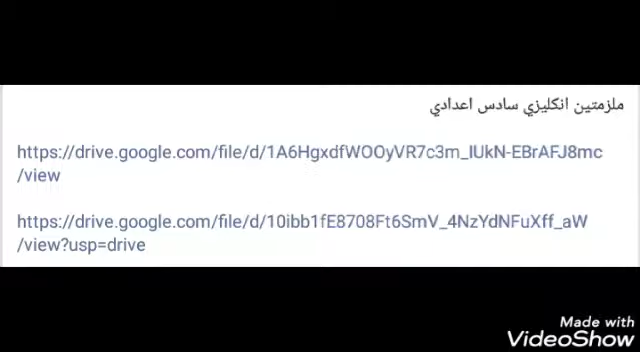 ملزمتين انگليزي سادس اعدادي
https://drive.google.com/file/d/1A6HgxdfWOOyVR7c3m_IUkN-EBrAFJ8mc
/view
https://drive.google.com/file/d/10ibb1fE8708Ft6SmV_4NzYdNFuXff_aW
/view?usp=drive
Made with
VideoShow